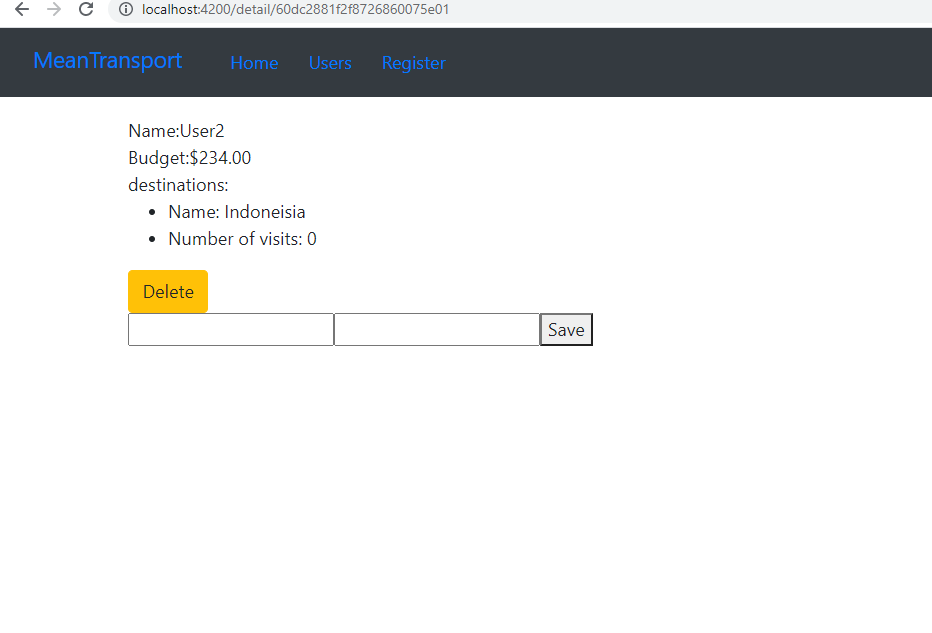 localhost:4200/detail/60dc2881f2f8726860075e01
MeanTransport Home Users Register
Name:User2
Budget:$234.00
destinations:
• Name: Indoneisia
• Number of visits: 0
Delete
Save